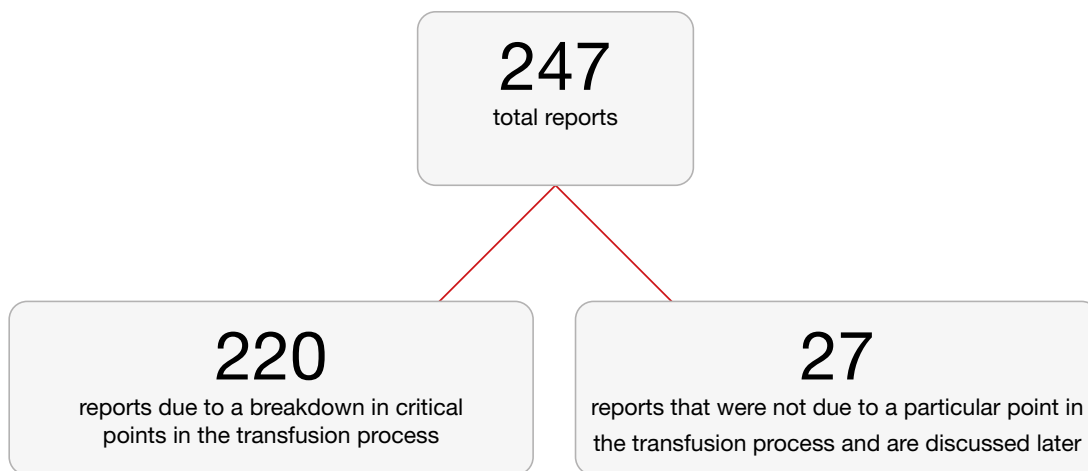 247
total reports
220
reports due to a breakdown in critical
points in the transfusion process
27
reports that were not due to a particular point in
the transfusion process and are discussed later